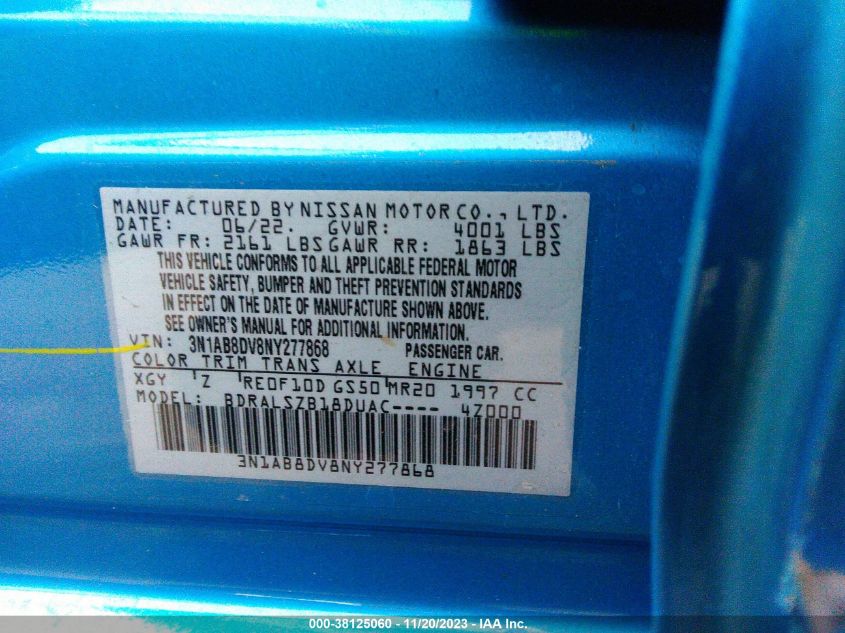 MANUFACTURED BY NISSAN MOTOR CO., LTD.
DATE: 06/22. GVWR: 4001 LBS
GAWR FR: 2161 LBS GAWR RR: 1863 LBS
THIS VEHICLE CONFORMS TO ALL APPLICABLE FEDERAL MOTOR
VEHICLE SAFETY, BUMPER AND THEFT PREVENTION STANDARDS
IN EFFECT ON THE DATE OF MANUFACTURE SHOWN ABOVE.
SEE OWNER'S MANUAL FOR ADDITIONAL INFORMATION.
VIN: 3N1AB8DV8NY277868 PASSENGER CAR.
COLOR TRIM TRANS AXLE ENGINE
XGY Z RE0F10D GS50 MR20 1997 CC
MODEL: BDRALSZB18DUAC---- 4Z000
3N1AB8DV8NY277868
000-38125060 - 11/20/2023 - IAA Inc.